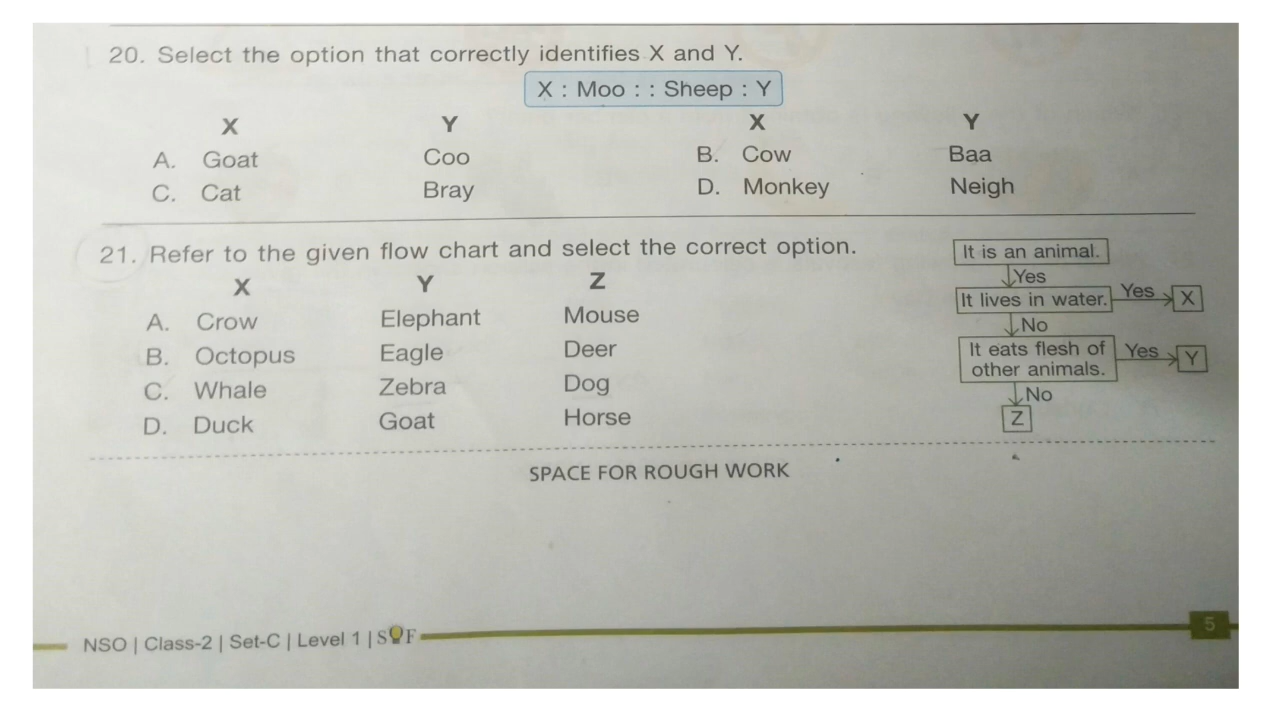 20. Select the option that correctly identifies X and Y.
X : Moo : : Sheep : Y
X Y X Y
A. Goat Coo B. Cow Baa
C. Cat Bray D. Monkey Neigh
21. Refer to the given flow chart and select the correct option.
X Y Z
A. Crow Elephant Mouse
B. Octopus Eagle Deer
C. Whale Zebra Dog
D. Duck Goat Horse
It is an animal.
Yes
It lives in water. Yes X
No
It eats flesh of Yes Y
other animals.
No
Z
SPACE FOR ROUGH WORK
NSO | Class-2 | Set-C | Level 1 | SOF
5